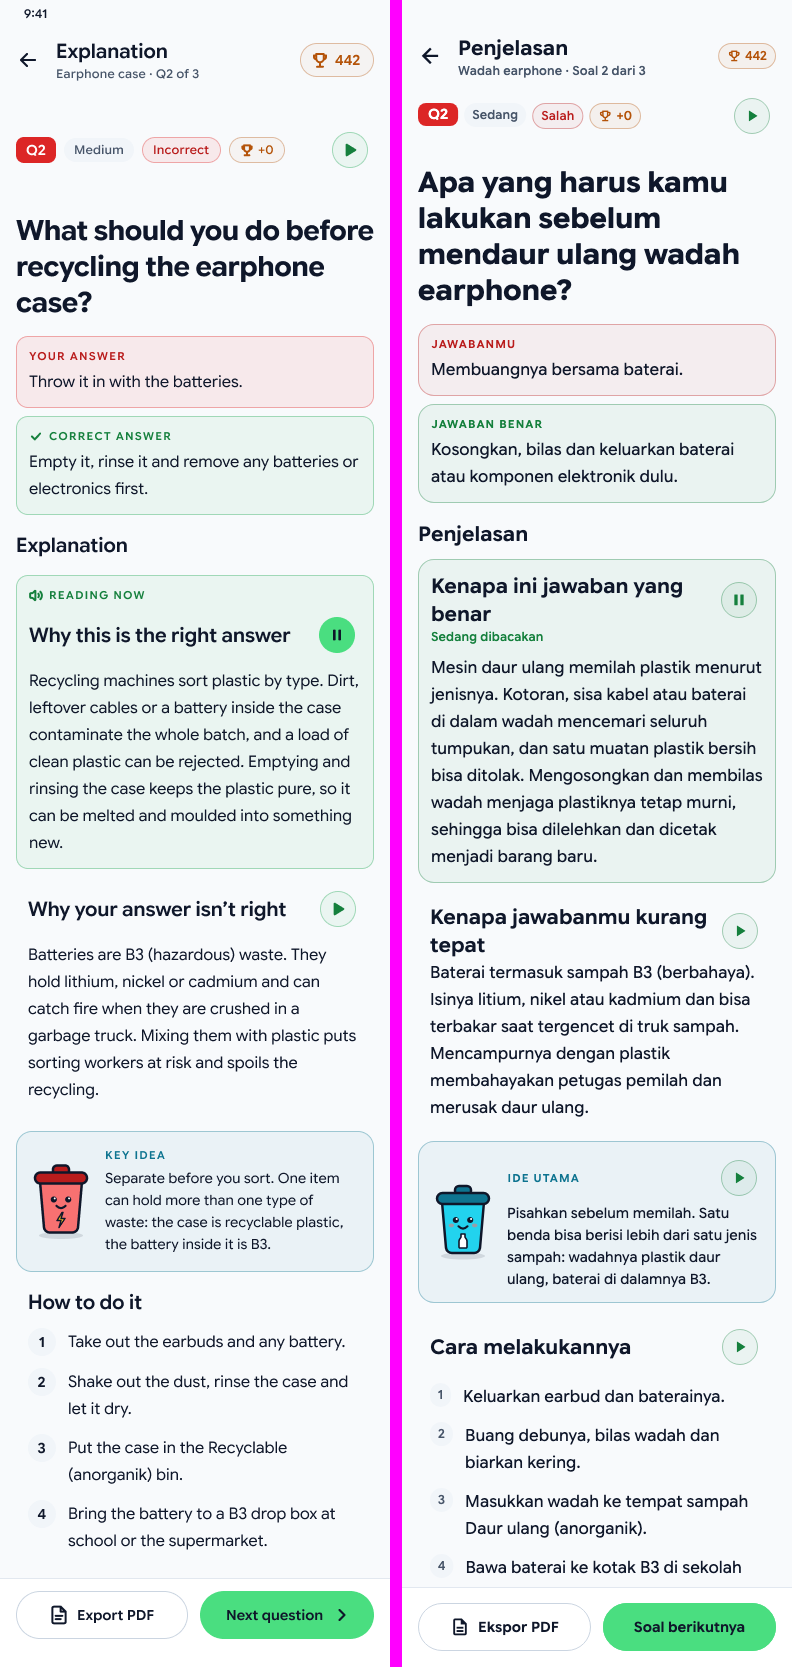 9:41
Explanation
Earphone case · Q2 of 3
442
Q2
Medium
Incorrect
+0
What should you do before
recycling the earphone
case?
YOUR ANSWER
Throw it in with the batteries.
CORRECT ANSWER
Empty it, rinse it and remove any batteries or
electronics first.
Explanation
READING NOW
Why this is the right answer
Recycling machines sort plastic by type. Dirt,
leftover cables or a battery inside the case
contaminate the whole batch, and a load of
clean plastic can be rejected. Emptying and
rinsing the case keeps the plastic pure, so it
can be melted and moulded into something
new.
Why your answer isn’t right
Batteries are B3 (hazardous) waste. They
hold lithium, nickel or cadmium and can
catch fire when they are crushed in a
garbage truck. Mixing them with plastic puts
sorting workers at risk and spoils the
recycling.
KEY IDEA
Separate before you sort. One item
can hold more than one type of
waste: the case is recyclable plastic,
the battery inside it is B3.
How to do it
1 Take out the earbuds and any battery.
2 Shake out the dust, rinse the case and
let it dry.
3 Put the case in the Recyclable
(anorganik) bin.
4 Bring the battery to a B3 drop box at
school or the supermarket.
Export PDF
Next question
Penjelasan
Wadah earphone · Soal 2 dari 3
442
Q2
Sedang
Salah
+0
Apa yang harus kamu
lakukan sebelum
mendaur ulang wadah
earphone?
JAWABANMU
Membuangnya bersama baterai.
JAWABAN BENAR
Kosongkan, bilas dan keluarkan baterai
atau komponen elektronik dulu.
Penjelasan
Kenapa ini jawaban yang
benar
Sedang dibacakan
Mesin daur ulang memilah plastik menurut
jenisnya. Kotoran, sisa kabel atau baterai
di dalam wadah mencemari seluruh
tumpukan, dan satu muatan plastik bersih
bisa ditolak. Mengosongkan dan membilas
wadah menjaga plastiknya tetap murni,
sehingga bisa dilelehkan dan dicetak
menjadi barang baru.
Kenapa jawabanmu kurang
tepat
Baterai termasuk sampah B3 (berbahaya).
Isinya litium, nikel atau kadmium dan bisa
terbakar saat tergencet di truk sampah.
Mencampurnya dengan plastik
membahayakan petugas pemilah dan
merusak daur ulang.
IDE UTAMA
Pisahkan sebelum memilah. Satu
benda bisa berisi lebih dari satu jenis
sampah: wadahnya plastik daur
ulang, baterai di dalamnya B3.
Cara melakukannya
1 Keluarkan earbud dan baterainya.
2 Buang debunya, bilas wadah dan
biarkan kering.
3 Masukkan wadah ke tempat sampah
Daur ulang (anorganik).
4 Bawa baterai ke kotak B3 di sekolah
Ekspor PDF
Soal berikutnya